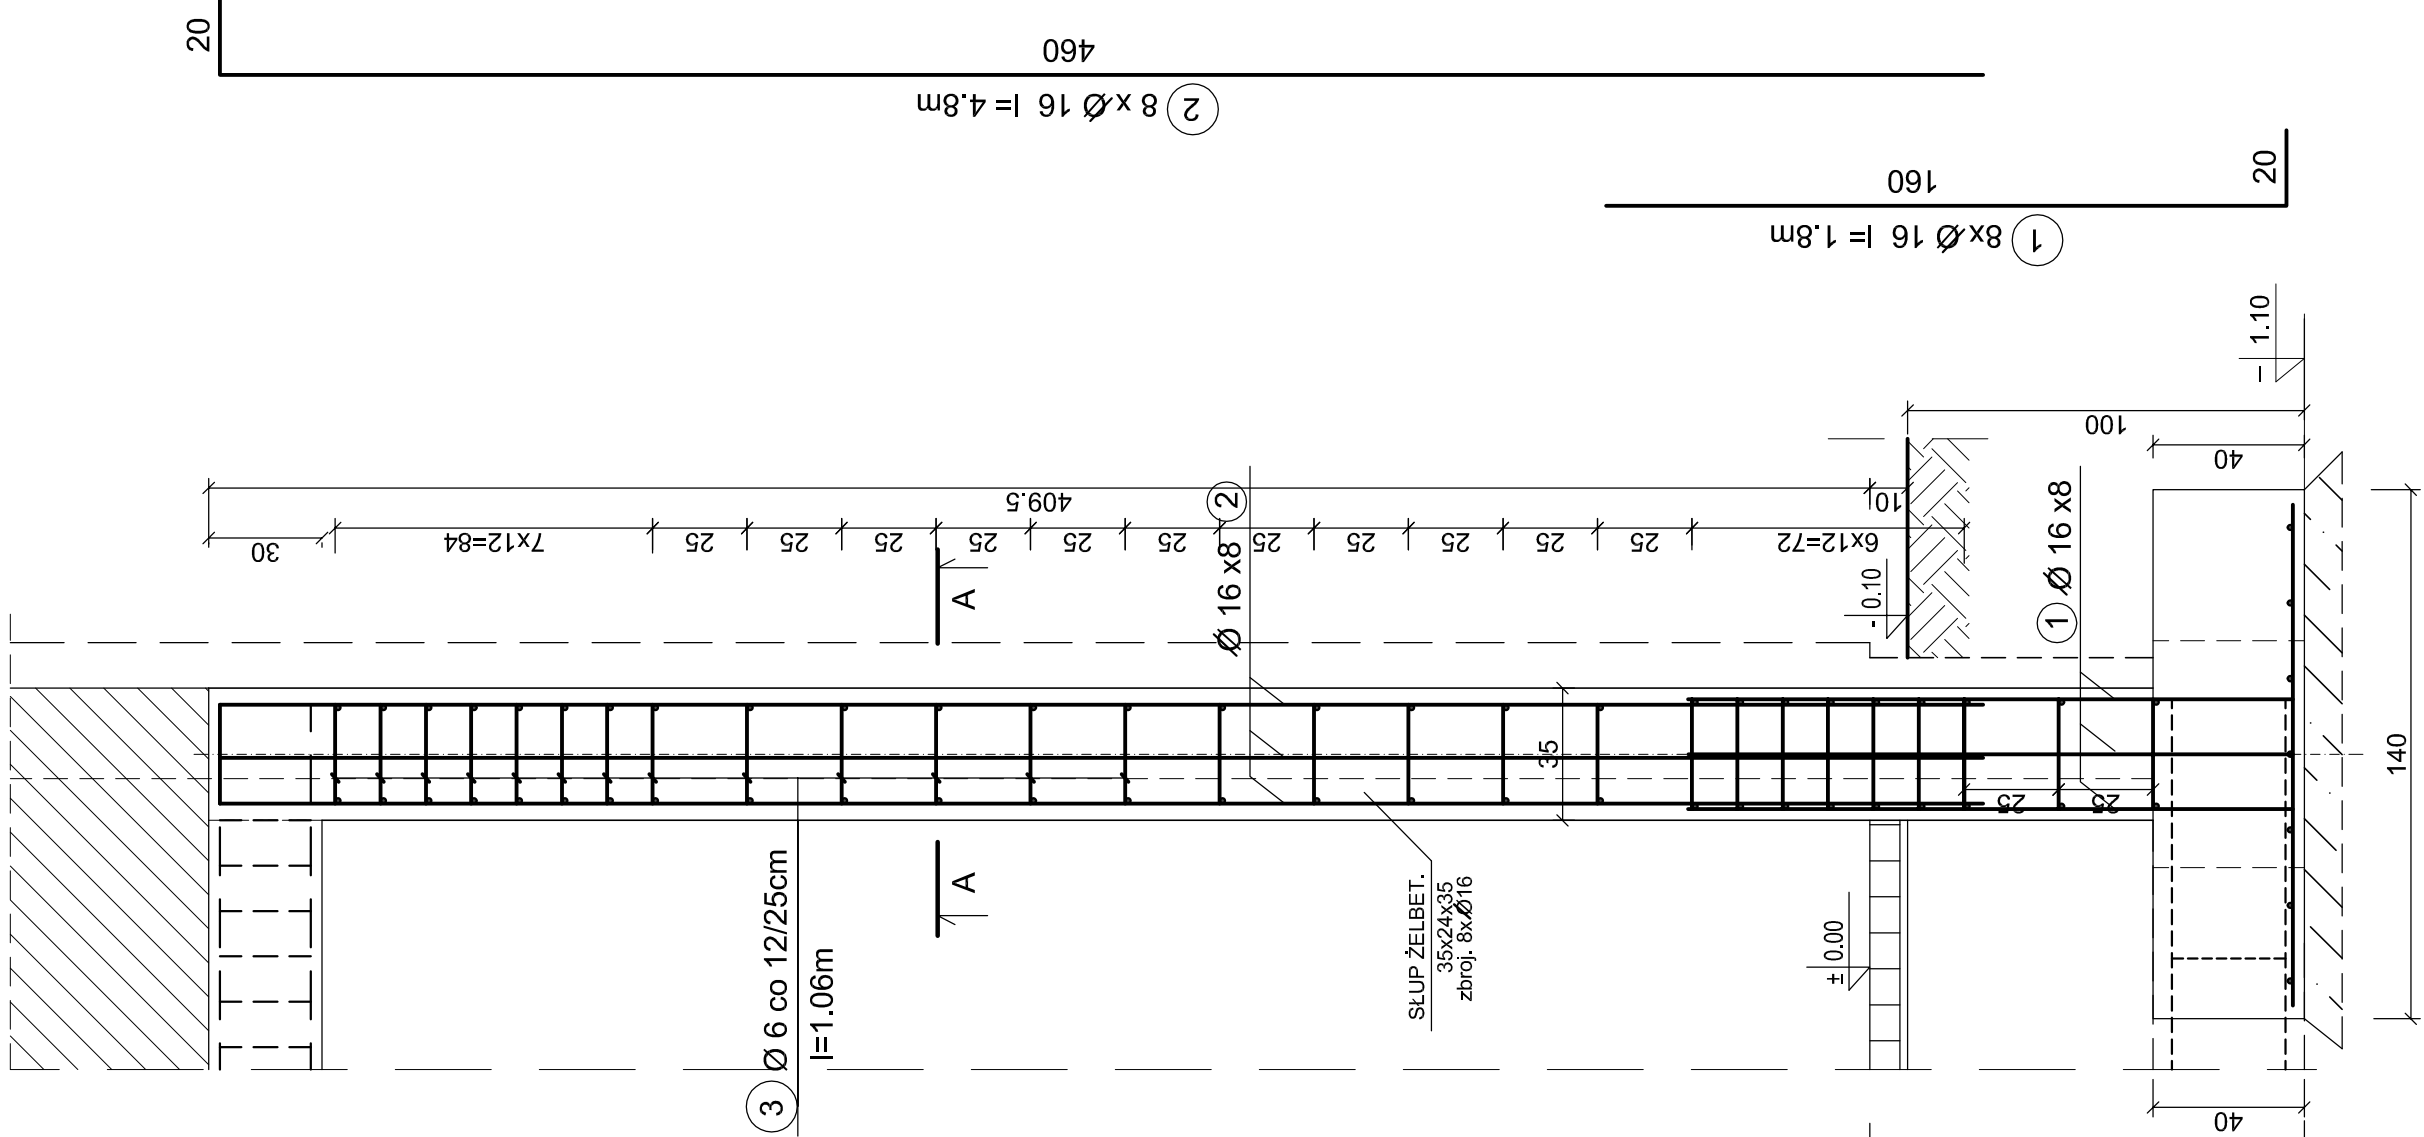 20
460
2 8 x Ø 16 l= 4.8m
160
20
1 8x Ø 16 l= 1.8m
- 1.10
100
40
409.5
10
30
7x12=84
25
25
25
25
25
25
25
25
25
25
25
6x12=72
2
Ø 16 x8
1 Ø 16 x8
- 0.10
A
35
25
25
140
A
3 Ø 6 co 12/25cm
l=1.06m
SŁUP ŻELBET.
35x24x35
zbroj. 8xØ16
± 0.00
40